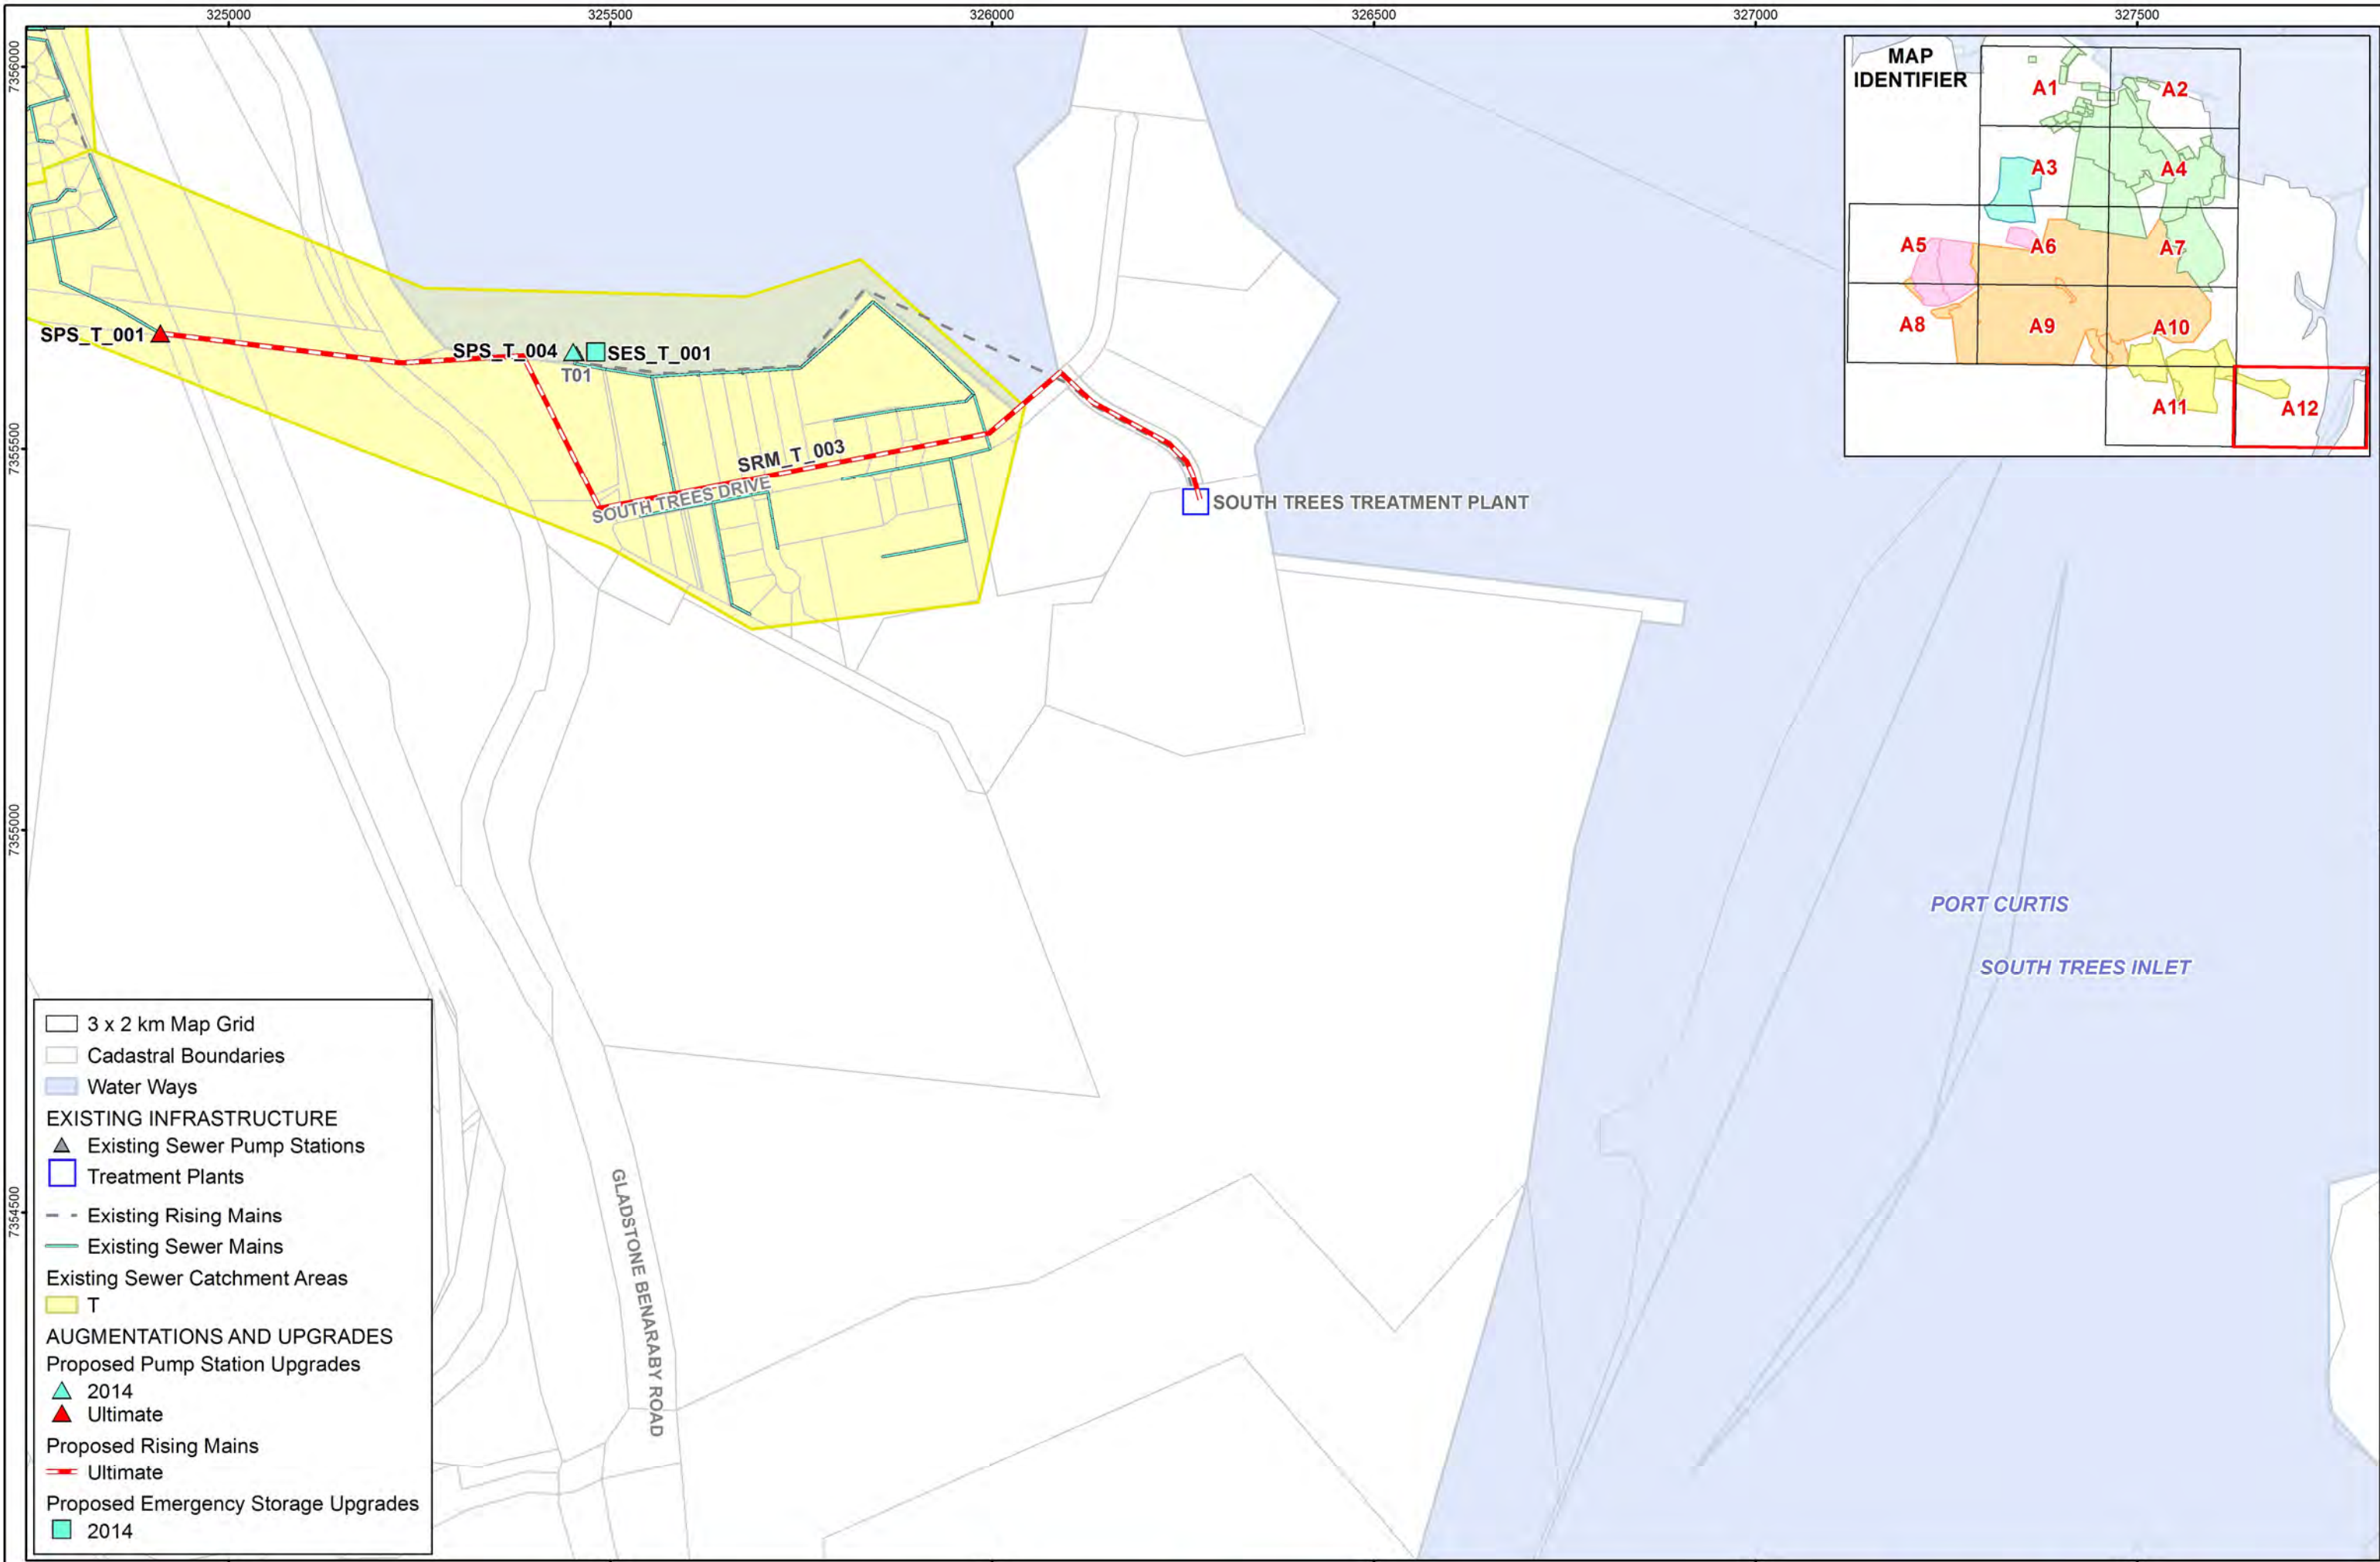 325000
325500
326000
326500
327000
327500
7356000
7355500
7355000
7354500
MAP
IDENTIFIER
A1
A2
A3
A4
A5
A6
A7
A8
A9
A10
A11
A12
SPS_T_001
SPS_T_004
SES_T_001
T01
SRM_T_003
SOUTH TREES DRIVE
SOUTH TREES TREATMENT PLANT
PORT CURTIS
SOUTH TREES INLET
GLADSTONE BENARABY ROAD
3 x 2 km Map Grid
Cadastral Boundaries
Water Ways
EXISTING INFRASTRUCTURE
Existing Sewer Pump Stations
Treatment Plants
Existing Rising Mains
Existing Sewer Mains
Existing Sewer Catchment Areas
T
AUGMENTATIONS AND UPGRADES
Proposed Pump Station Upgrades
2014
Ultimate
Proposed Rising Mains
Ultimate
Proposed Emergency Storage Upgrades
2014